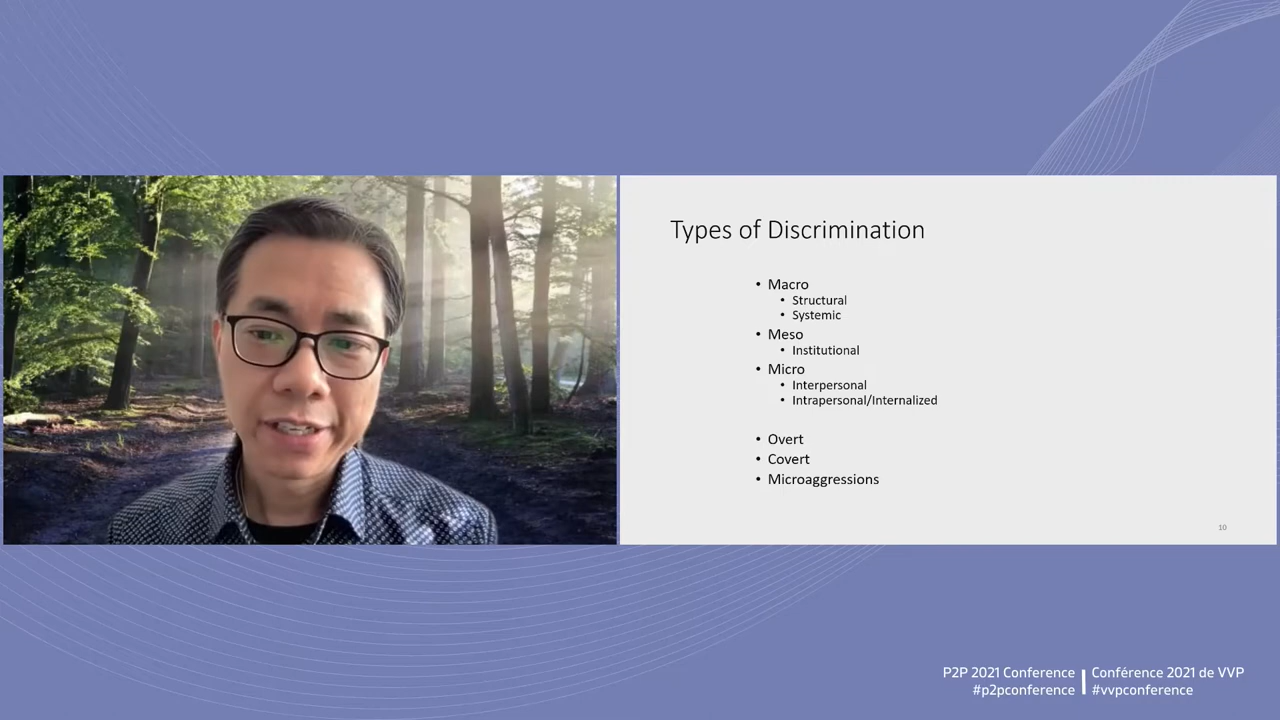 Types of Discrimination
• Macro
• Structural
• Systemic
• Meso
• Institutional
• Micro
• Interpersonal
• Intrapersonal/Internalized
• Overt
• Covert
• Microaggressions
10
P2P 2021 Conference
#p2pconference
Conférence 2021 de VVP
#vvpconference